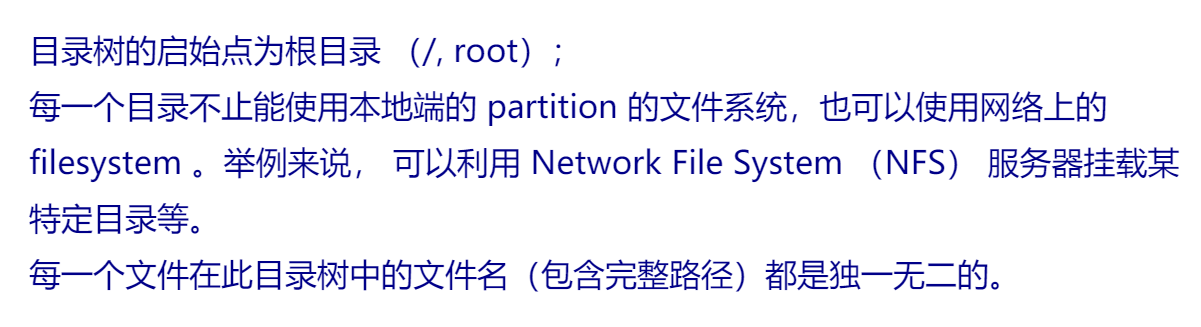 目录树的启始点为根目录 （/, root）;
每一个目录不止能使用本地端的 partition 的文件系统，也可以使用网络上的
filesystem 。举例来说， 可以利用 Network File System （NFS） 服务器挂载某
特定目录等。
每一个文件在此目录树中的文件名（包含完整路径）都是独一无二的。